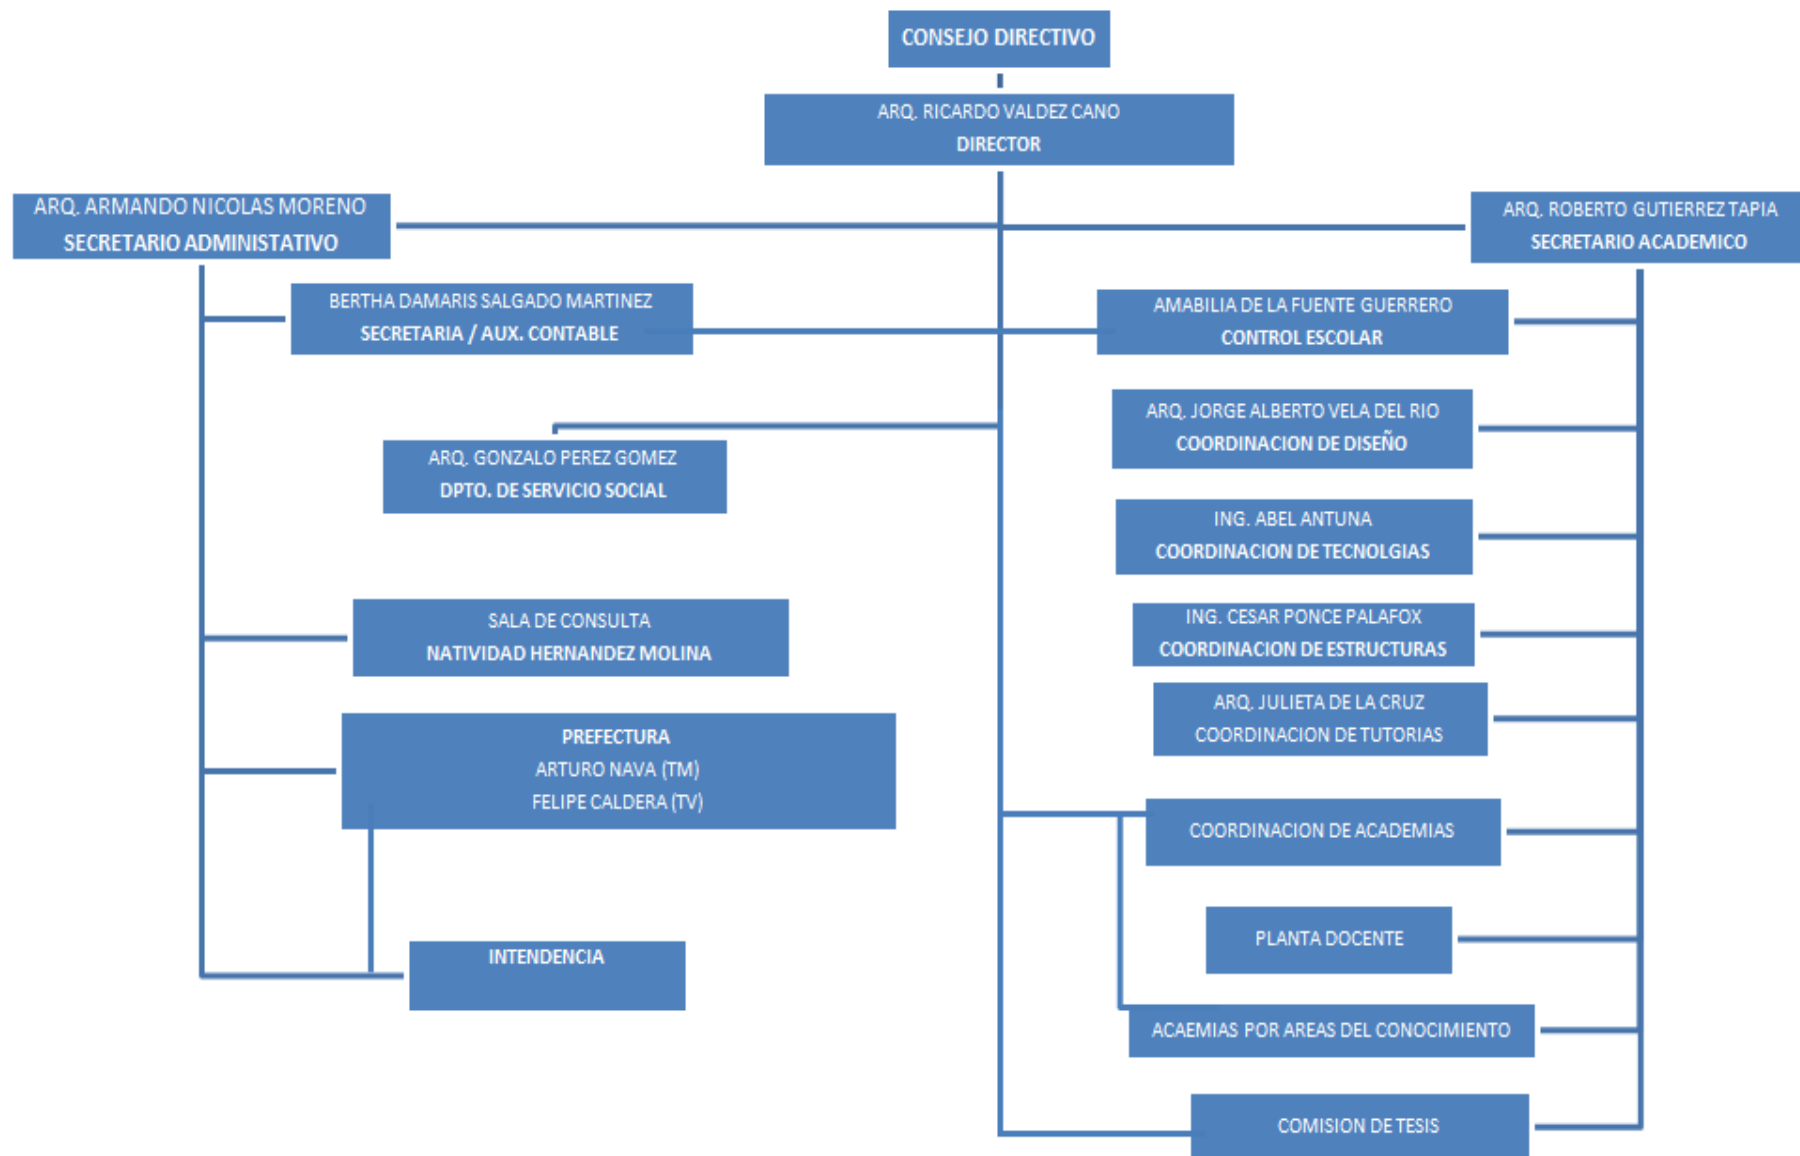 CONSEJO DIRECTIVO
ARQ. RICARDO VALDEZ CANO
DIRECTOR
ARQ. ARMANDO NICOLAS MORENO
SECRETARIO ADMINISTATIVO
ARQ. ROBERTO GUTIERREZ TAPIA
SECRETARIO ACADEMICO
BERTHA DAMARIS SALGADO MARTINEZ
SECRETARIA / AUX. CONTABLE
AMABILIA DE LA FUENTE GUERRERO
CONTROL ESCOLAR
ARQ. JORGE ALBERTO VELA DEL RIO
COORDINACION DE DISEÑO
ARQ. GONZALO PEREZ GOMEZ
DPTO. DE SERVICIO SOCIAL
ING. ABEL ANTUNA
COORDINACION DE TECNOLGIAS
SALA DE CONSULTA
NATIVIDAD HERNANDEZ MOLINA
ING. CESAR PONCE PALAFOX
COORDINACION DE ESTRUCTURAS
ARQ. JULIETA DE LA CRUZ
COORDINACION DE TUTORIAS
PREFECTURA
ARTURO NAVA (TM)
FELIPE CALDERA (TV)
COORDINACION DE ACADEMIAS
PLANTA DOCENTE
INTENDENCIA
ACAEMIAS POR AREAS DEL CONOCIMIENTO
COMISION DE TESIS